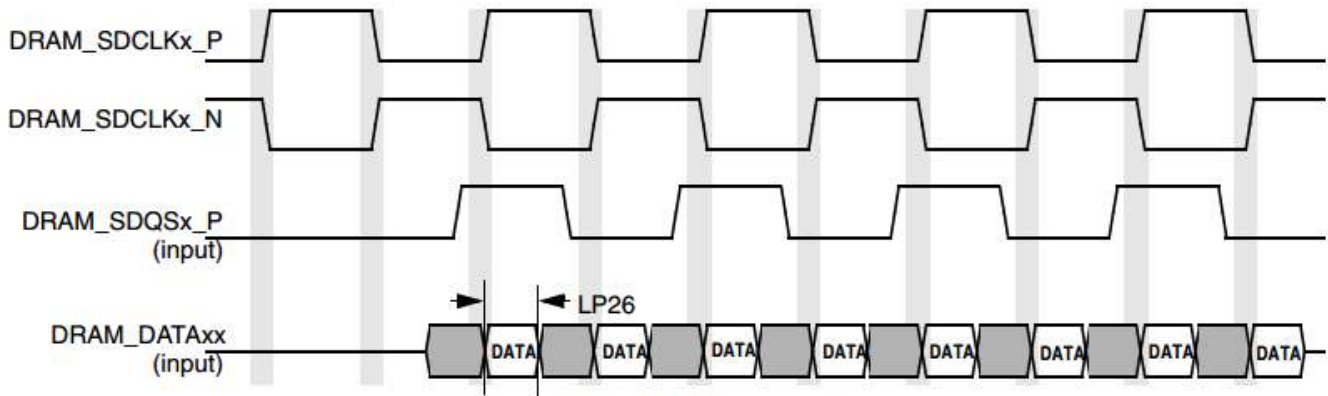 DRAM_SDCLKx_P
DRAM_SDCLKx_N
DRAM_SDQSx_P
(input)
LP26
DRAM_DATAxx
(input)
DATA DATA DATA DATA DATA DATA DATA DATA